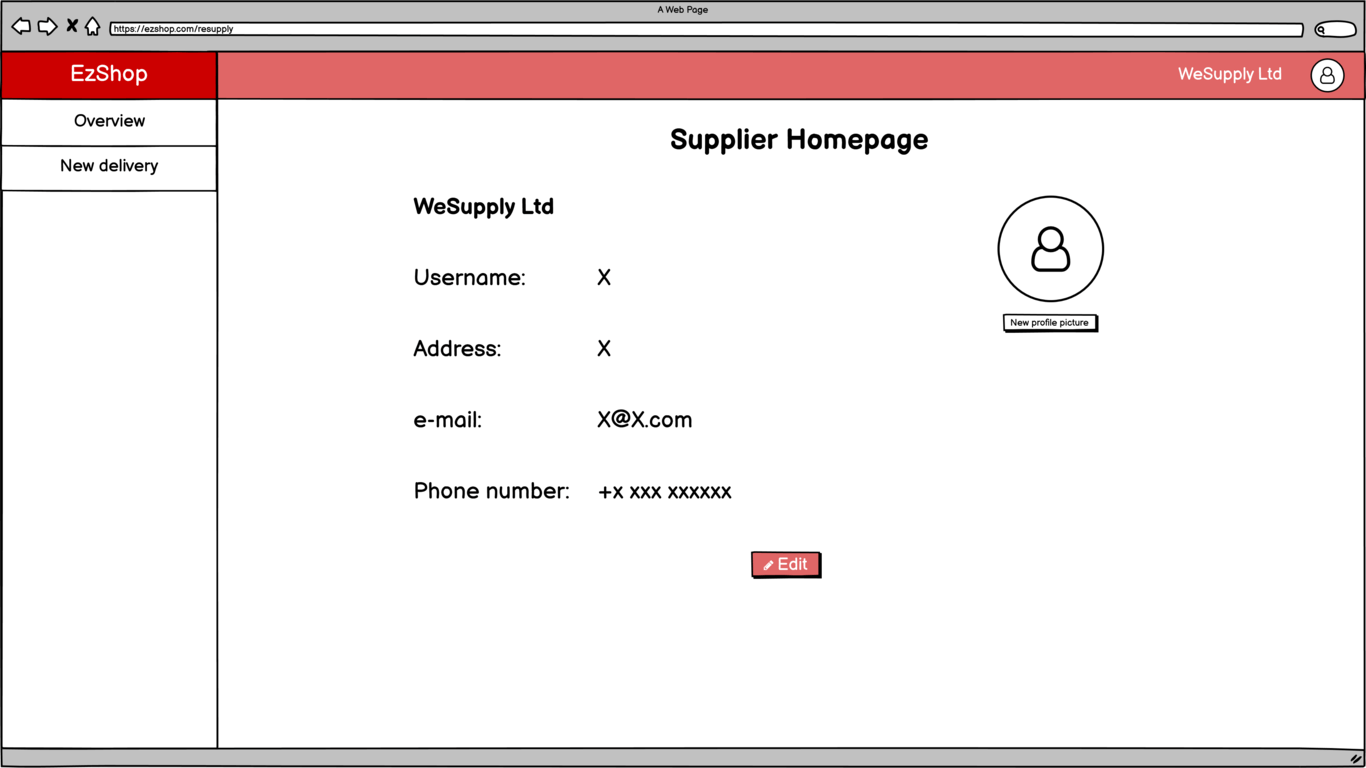 A Web Page
https://ezshop.com/resupply
EzShop
WeSupply Ltd
Overview
New delivery
Supplier Homepage
WeSupply Ltd
Username: X
Address: X
e-mail: X@X.com
Phone number: +x xxx xxxxxx
New profile picture
Edit